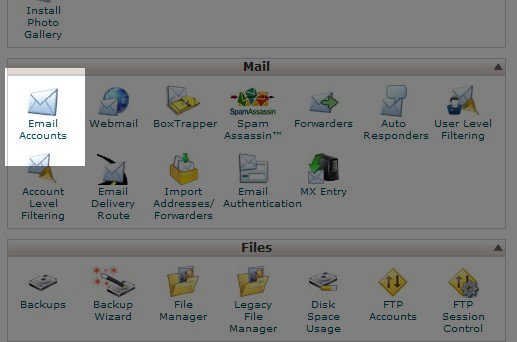 Install
Photo
Gallery
Mail
Email
Accounts
Webmail
BoxTrapper
SpamAssassin
Spam
Assassin™
Forwarders
Auto
Responders
User Level
Filtering
Account
Level
Filtering
Email
Delivery
Route
Import
Addresses/
Forwarders
Email
Authentication
MX Entry
Files
Backups
Backup
Wizard
File
Manager
Legacy
File
Manager
Disk
Space
Usage
FTP
Accounts
FTP
Session
Control